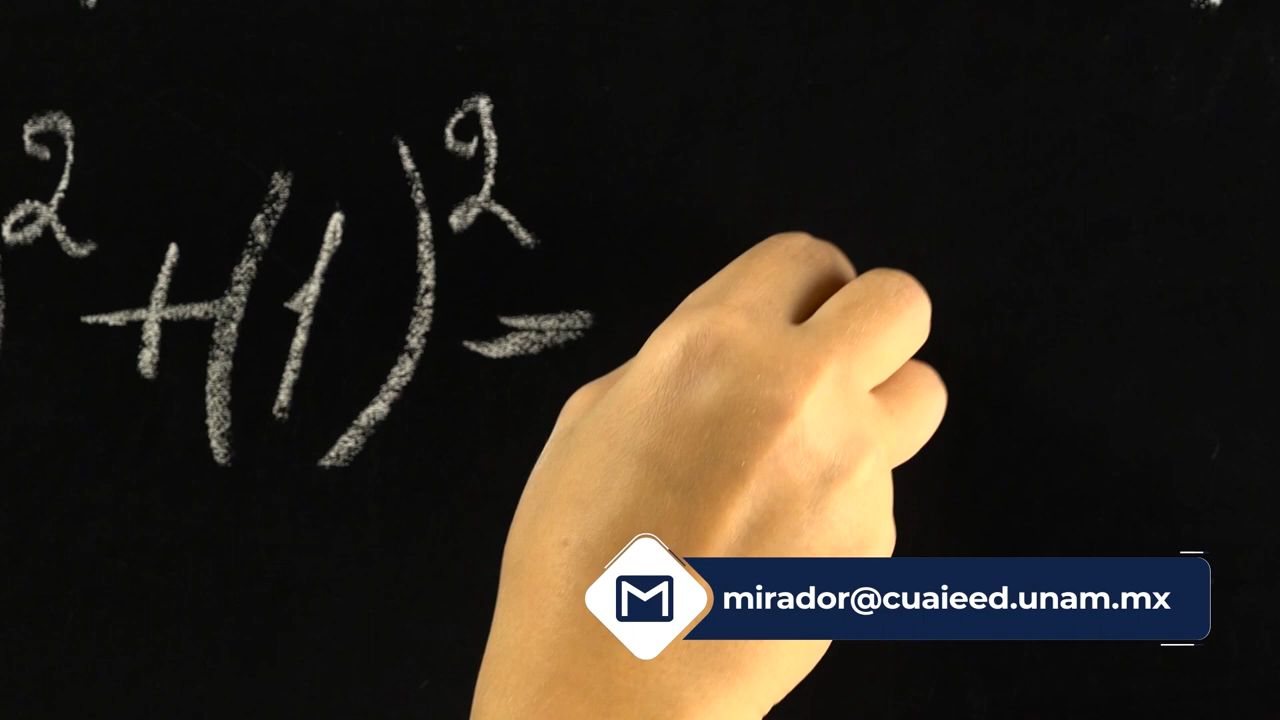 2 + (1)2 =
mirador@cuaieed.unam.mx